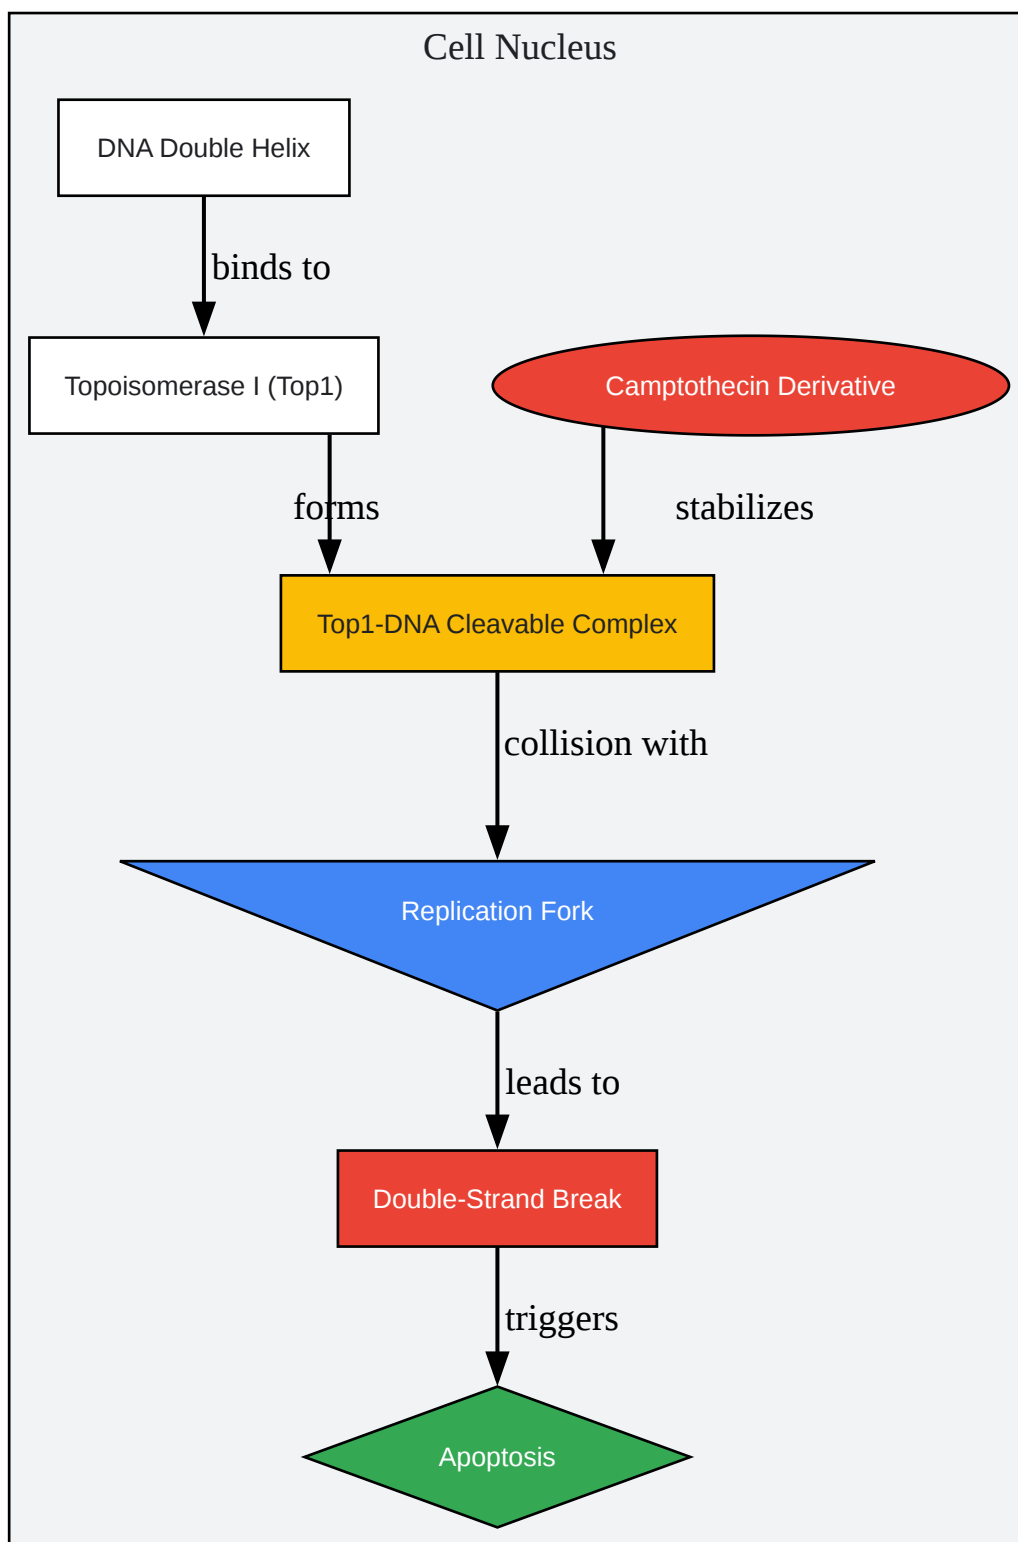 Cell Nucleus
DNA Double Helix
binds to
Topoisomerase I (Top1)
Camptothecin Derivative
forms
stabilizes
Top1-DNA Cleavable Complex
collision with
Replication Fork
leads to
Double-Strand Break
triggers
Apoptosis